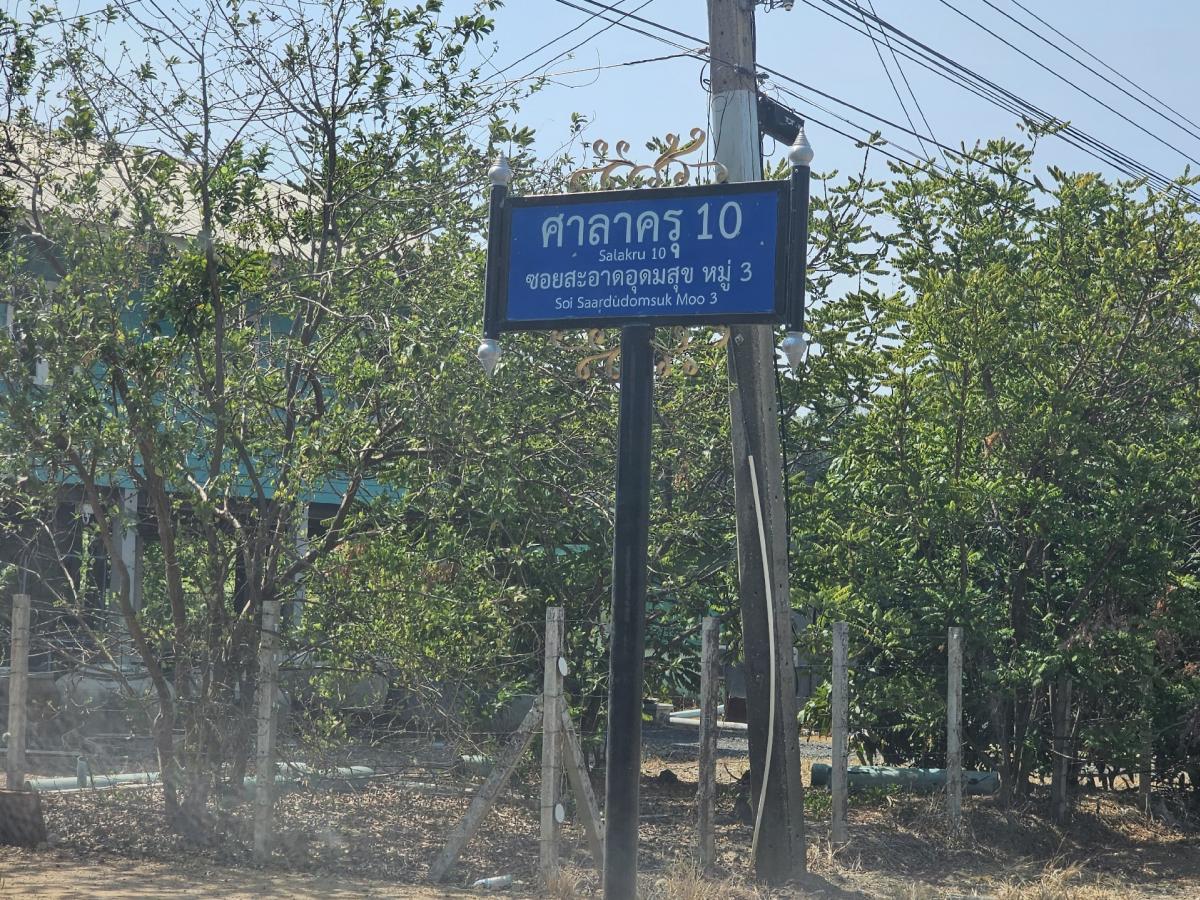 ศาลาครุ 10
Salakru 10
ซอยสะอาดอุดมสุข หมู่ 3
Soi Saardudomsuk Moo 3